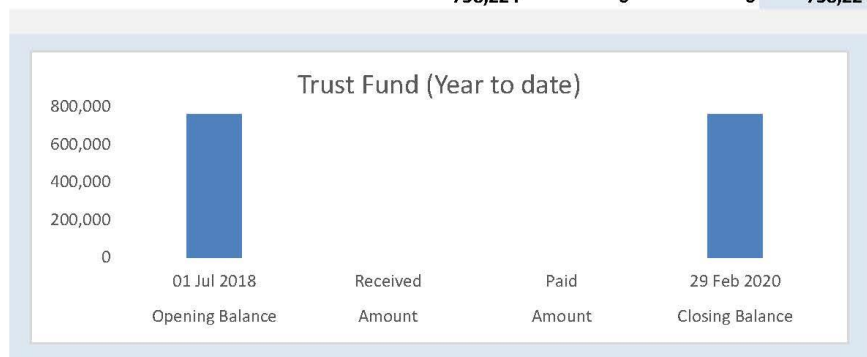 Trust Fund (Year to date)
800,000
600,000
400,000
200,000
0
01 Jul 2018 Received Paid 29 Feb 2020
Opening Balance Amount Amount Closing Balance